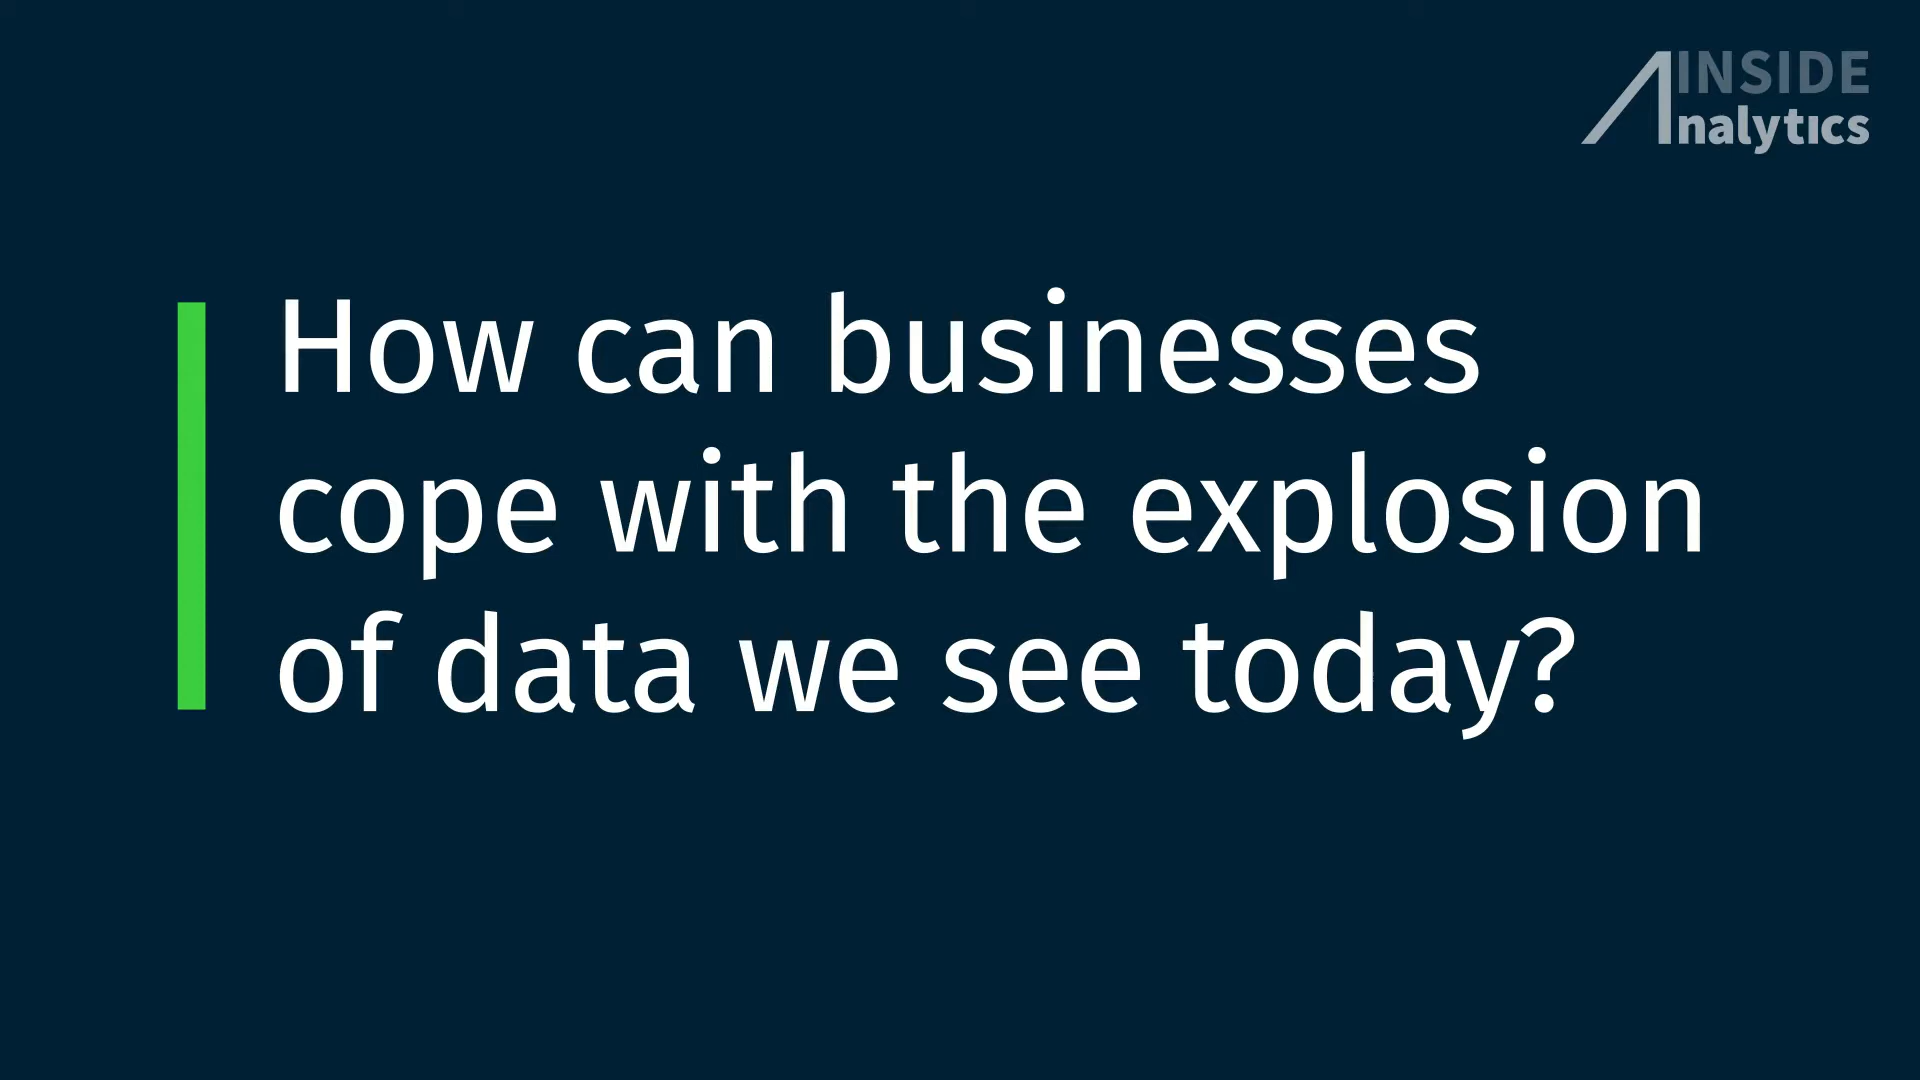 INSIDE
Analytics
How can businesses
cope with the explosion
of data we see today?